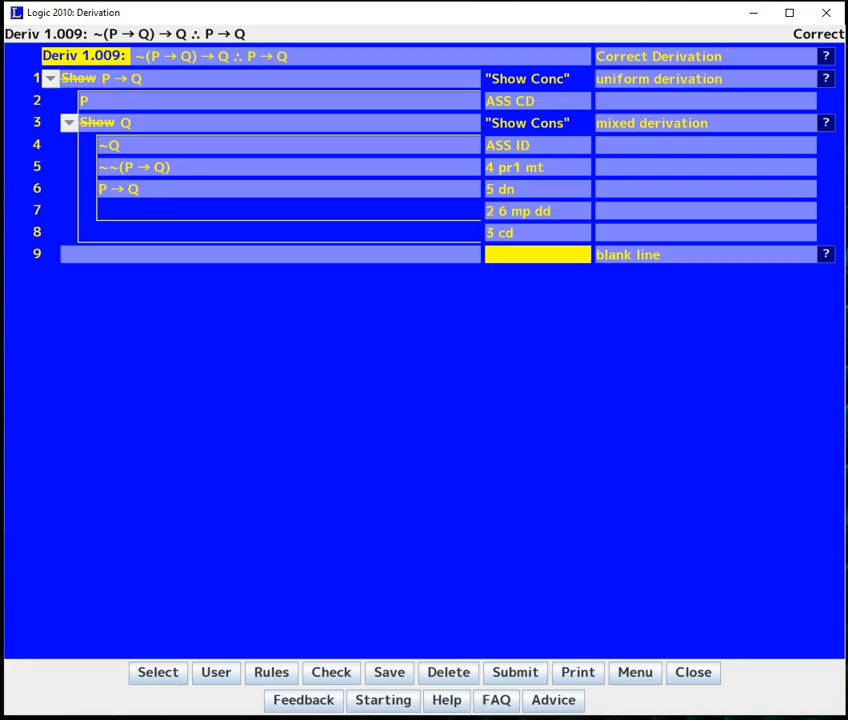 Logic 2010: Derivation
Deriv 1.009: ~(P → Q) → Q ∴ P → Q Correct
Deriv 1.009: ~(P → Q) → Q ∴ P → Q Correct Derivation ?
1 Show P → Q "Show Conc" uniform derivation ?
2 P ASS CD
3 Show Q "Show Cons" mixed derivation ?
4 ~Q ASS ID
5 ~~(P → Q) 4 pr1 mt
6 P → Q 5 dn
7 2 6 mp dd
8 3 cd
9 blank line ?
Select User Rules Check Save Delete Submit Print Menu Close
Feedback Starting Help FAQ Advice